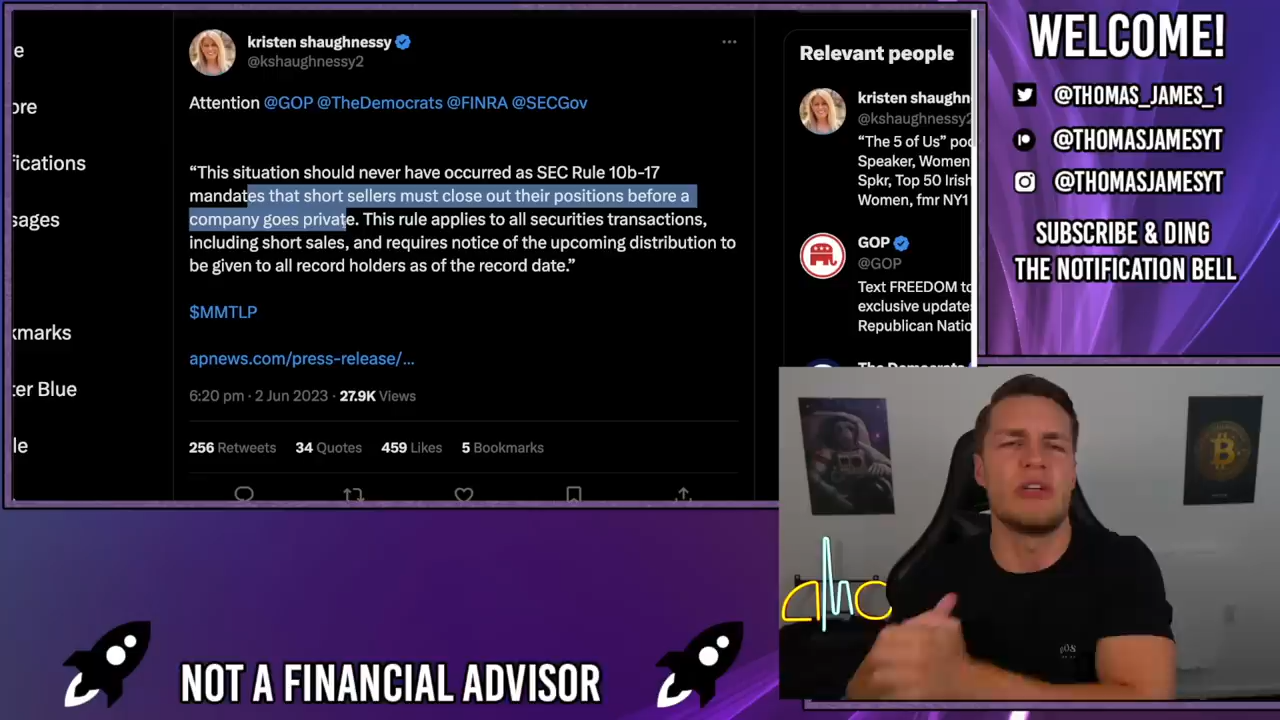 e
ore
ifications
sages
kmarks
ter Blue
le
kristen shaughnessy
@kshaughnessy2
Attention @GOP @TheDemocrats @FINRA @SECGov
“This situation should never have occurred as SEC Rule 10b-17
mandates that short sellers must close out their positions before a
company goes private. This rule applies to all securities transactions,
including short sales, and requires notice of the upcoming distribution to
be given to all record holders as of the record date.”
$MMTLP
apnews.com/press-release/...
6:20 pm · 2 Jun 2023 · 27.9K Views
256 Retweets 34 Quotes 459 Likes 5 Bookmarks
Relevant people
kristen shaughn
@kshaughnessy2
“The 5 of Us” poc
Speaker, Women
Spkr, Top 50 Irish
Women, fmr NY1
GOP
@GOP
Text FREEDOM to
exclusive updates
Republican Natio
The Democrats
WELCOME!
@THOMAS_JAMES_1
@THOMASJAMESYT
@THOMASJAMESYT
SUBSCRIBE & DING
THE NOTIFICATION BELL
amc
BOSS
NOT A FINANCIAL ADVISOR